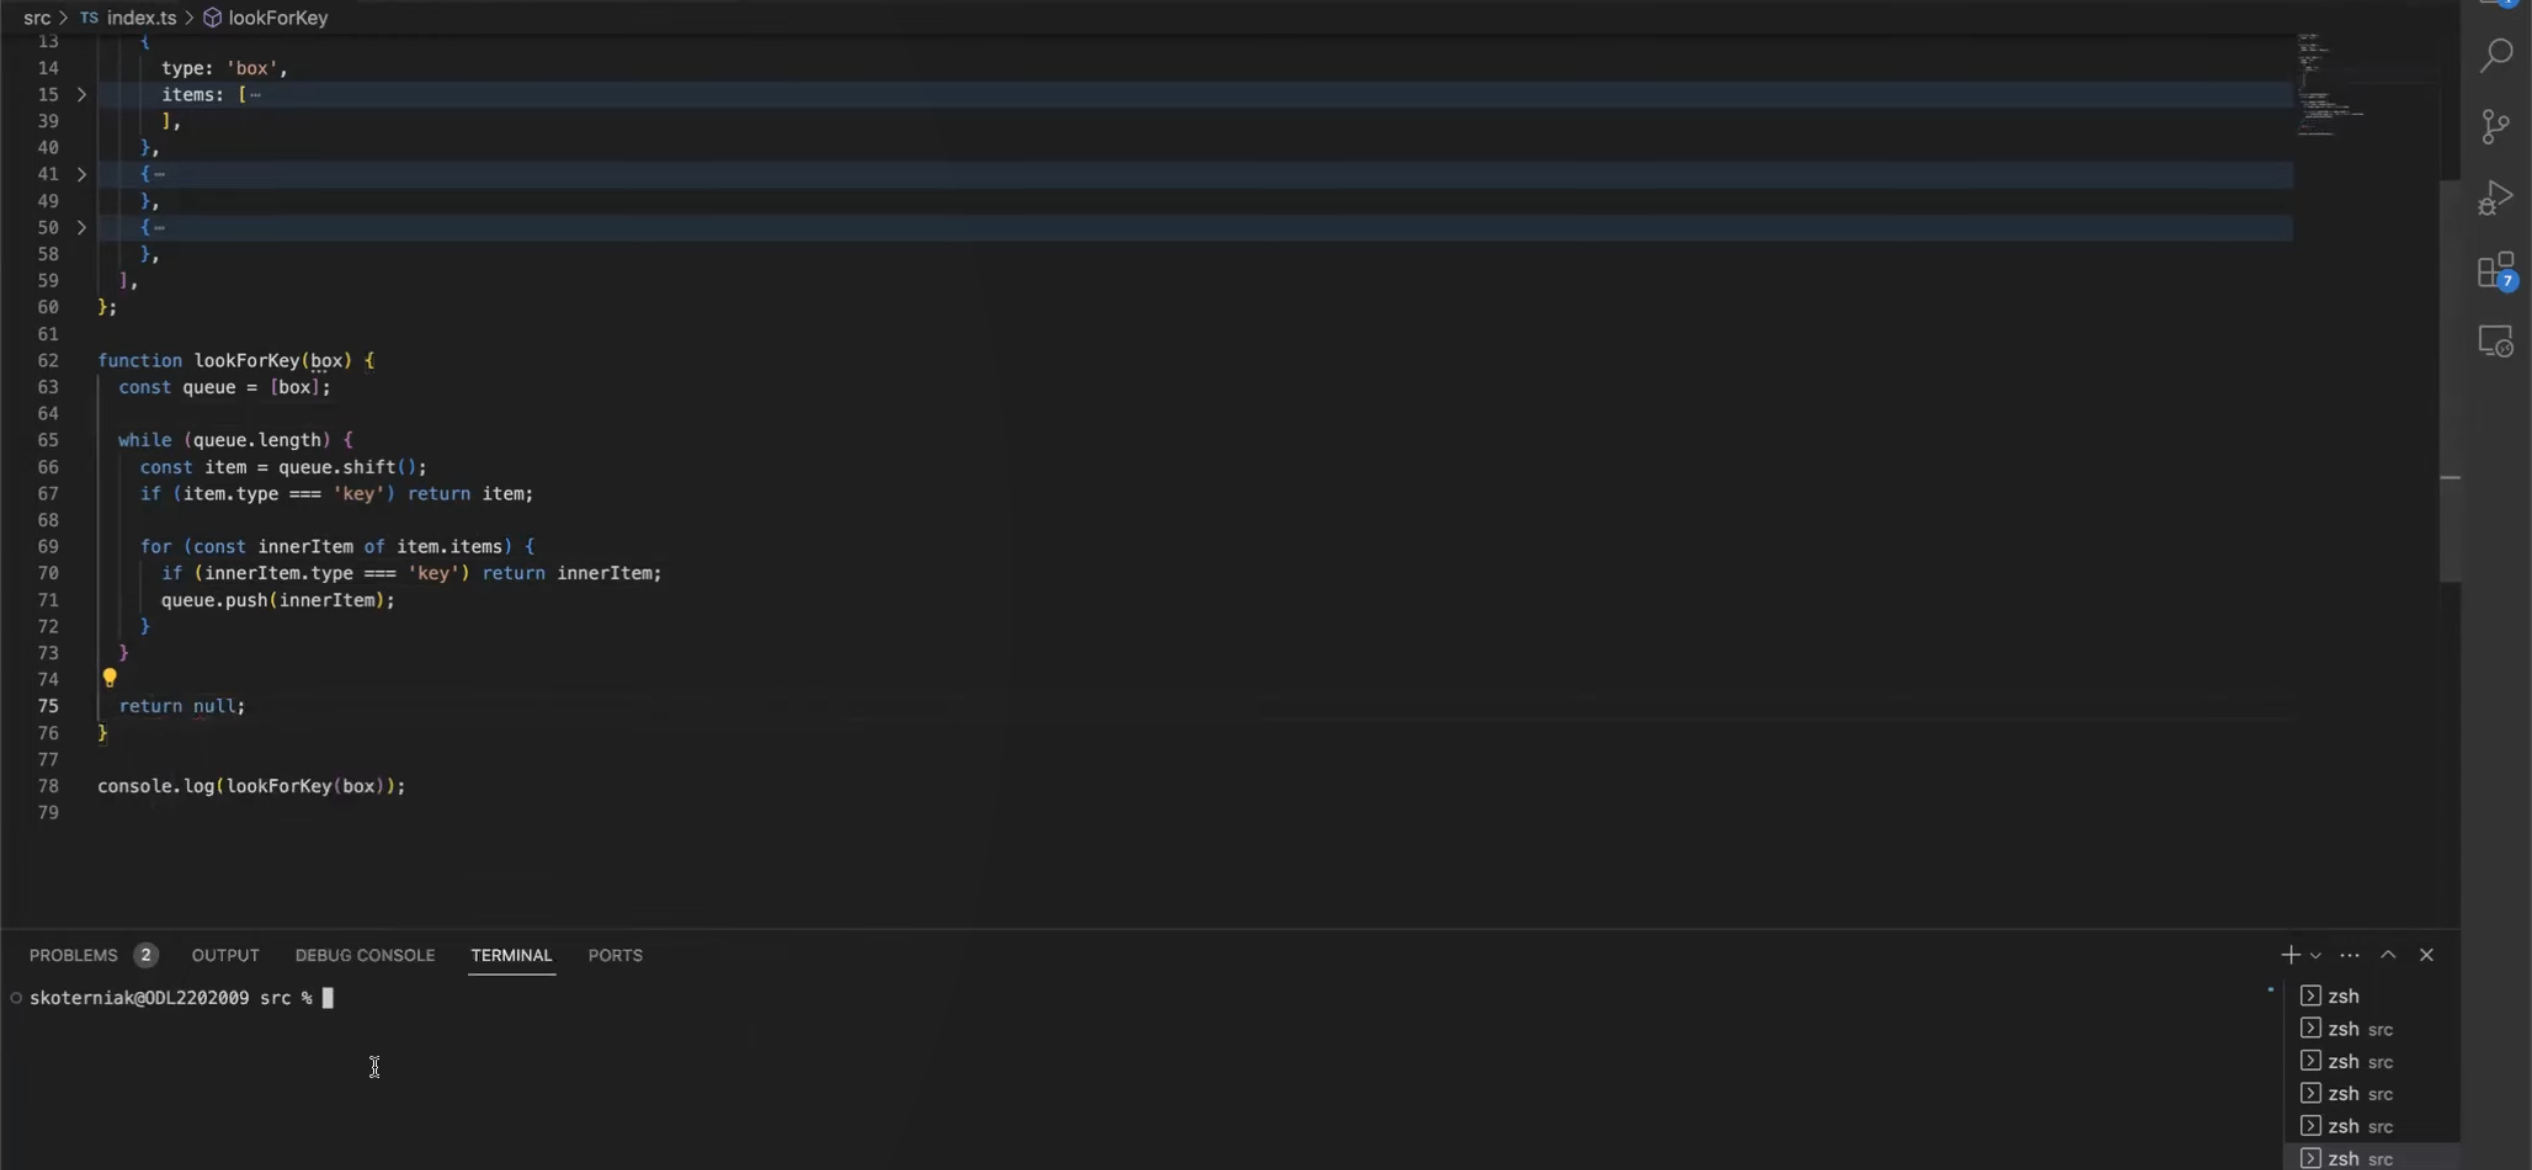 src > TS index.ts > lookForKey
13 {
14 type: 'box',
15 > items: [ ⋯
39 ],
40 },
41 > { ⋯
49 },
50 > { ⋯
58 },
59 ],
60 };
61
62 function lookForKey(box) {
63 const queue = [box];
64
65 while (queue.length) {
66 const item = queue.shift();
67 if (item.type === 'key') return item;
68
69 for (const innerItem of item.items) {
70 if (innerItem.type === 'key') return innerItem;
71 queue.push(innerItem);
72 }
73 }
74
75 return null;
76 }
77
78 console.log(lookForKey(box));
79
7
PROBLEMS 2 OUTPUT DEBUG CONSOLE TERMINAL PORTS
skoterniak@ODL2202009 src %
zsh
zsh src
zsh src
zsh src
zsh src
zsh src